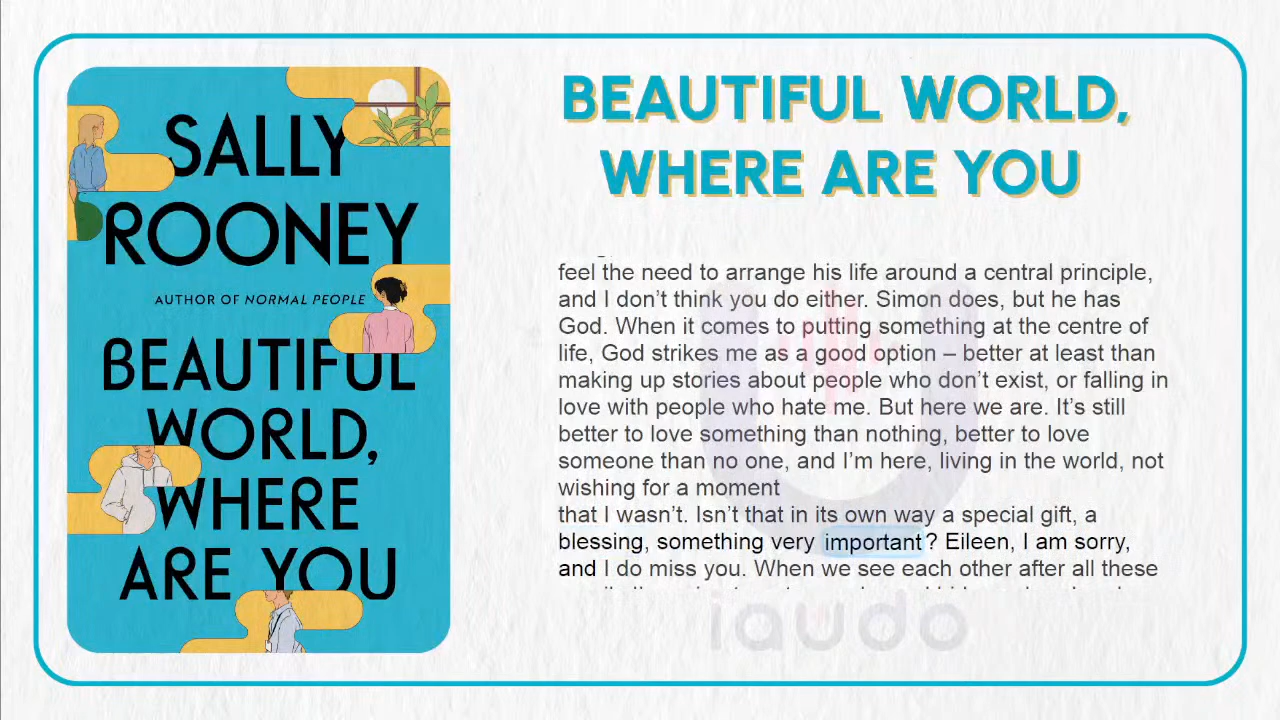 SALLY
ROONEY
AUTHOR OF NORMAL PEOPLE
BEAUTIFUL
WORLD,
WHERE
ARE YOU
BEAUTIFUL WORLD,
WHERE ARE YOU
feel the need to arrange his life around a central principle,
and I don’t think you do either. Simon does, but he has
God. When it comes to putting something at the centre of
life, God strikes me as a good option – better at least than
making up stories about people who don’t exist, or falling in
love with people who hate me. But here we are. It’s still
better to love something than nothing, better to love
someone than no one, and I’m here, living in the world, not
wishing for a moment
that I wasn’t. Isn’t that in its own way a special gift, a
blessing, something very important? Eileen, I am sorry,
and I do miss you. When we see each other after all these
iaudo